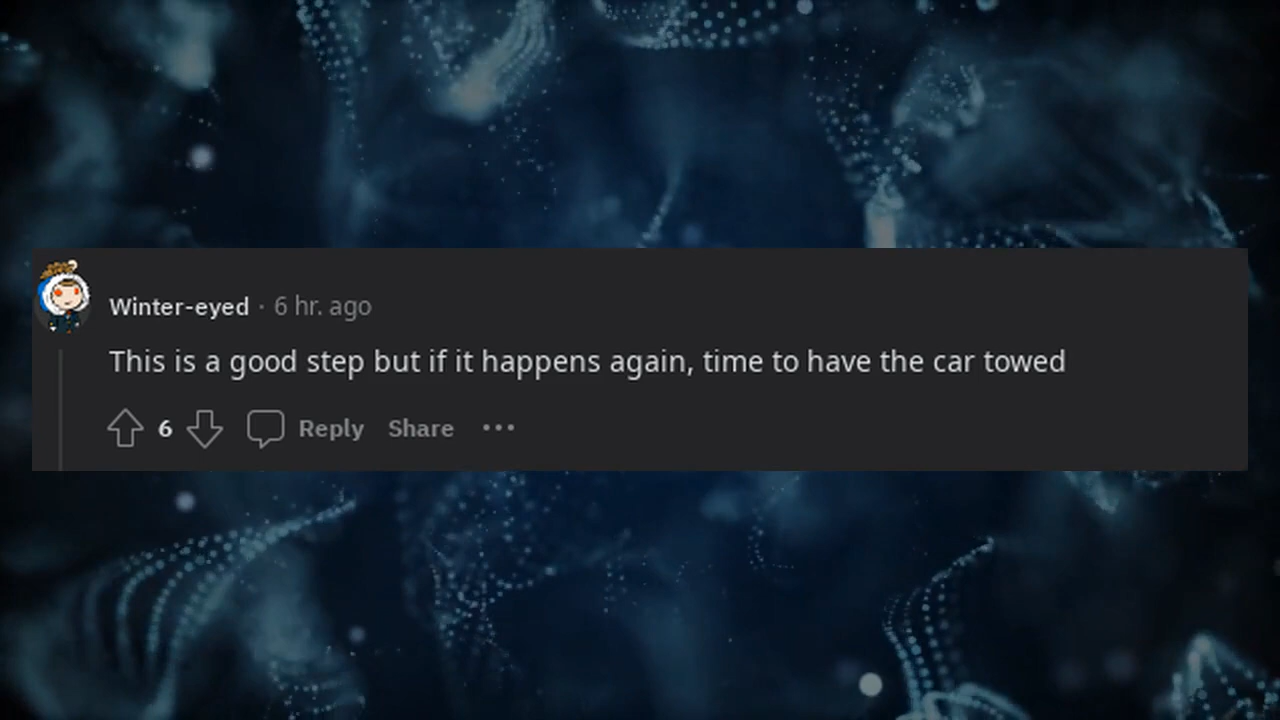 Winter-eyed · 6 hr. ago
This is a good step but if it happens again, time to have the car towed
6 Reply Share ...